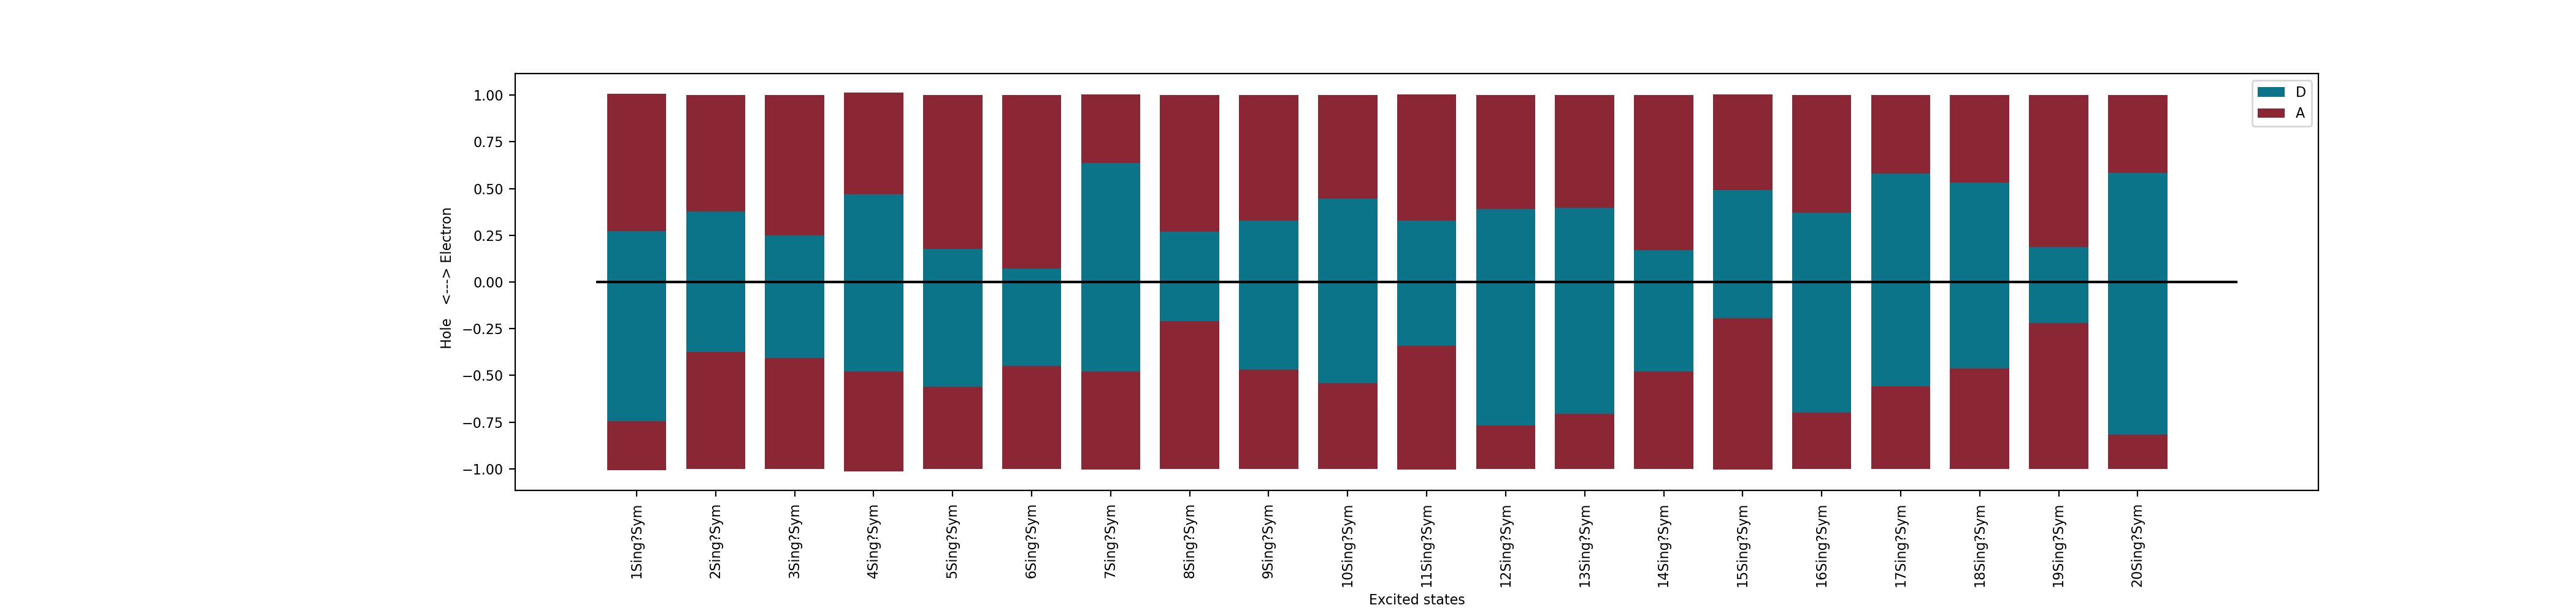 D
A
1.00
0.75
0.50
0.25
0.00
−0.25
−0.50
−0.75
−1.00
Hole <----> Electron
1Sing?Sym
2Sing?Sym
3Sing?Sym
4Sing?Sym
5Sing?Sym
6Sing?Sym
7Sing?Sym
8Sing?Sym
9Sing?Sym
10Sing?Sym
11Sing?Sym
12Sing?Sym
13Sing?Sym
14Sing?Sym
15Sing?Sym
16Sing?Sym
17Sing?Sym
18Sing?Sym
19Sing?Sym
20Sing?Sym
Excited states